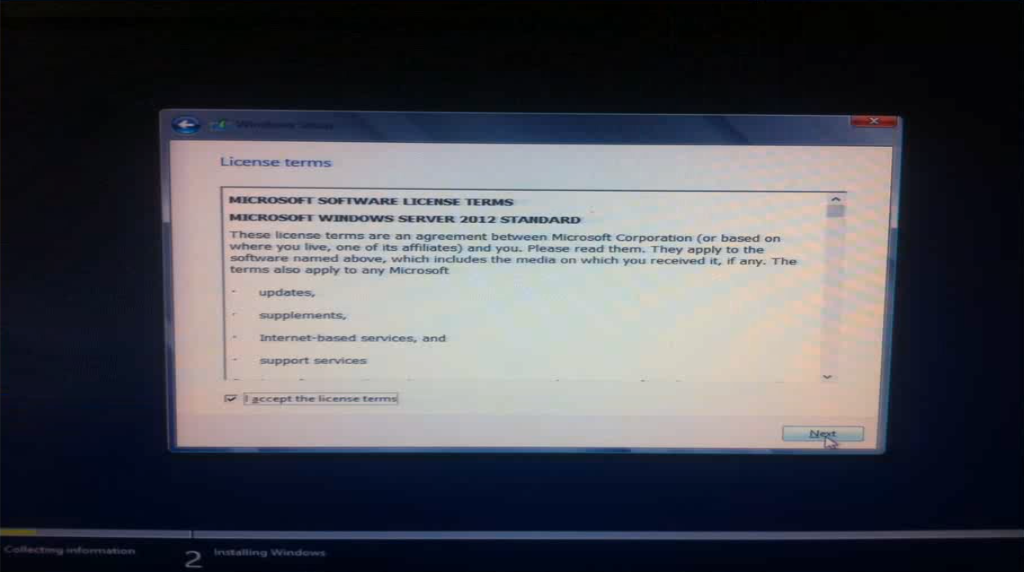 Windows Setup
License terms
MICROSOFT SOFTWARE LICENSE TERMS
MICROSOFT WINDOWS SERVER 2012 STANDARD
These license terms are an agreement between Microsoft Corporation (or based on
where you live, one of its affiliates) and you. Please read them. They apply to the
software named above, which includes the media on which you received it, if any. The
terms also apply to any Microsoft
- updates,
- supplements,
- Internet-based services, and
- support services
I accept the license terms
Next
Collecting information
2 Installing Windows